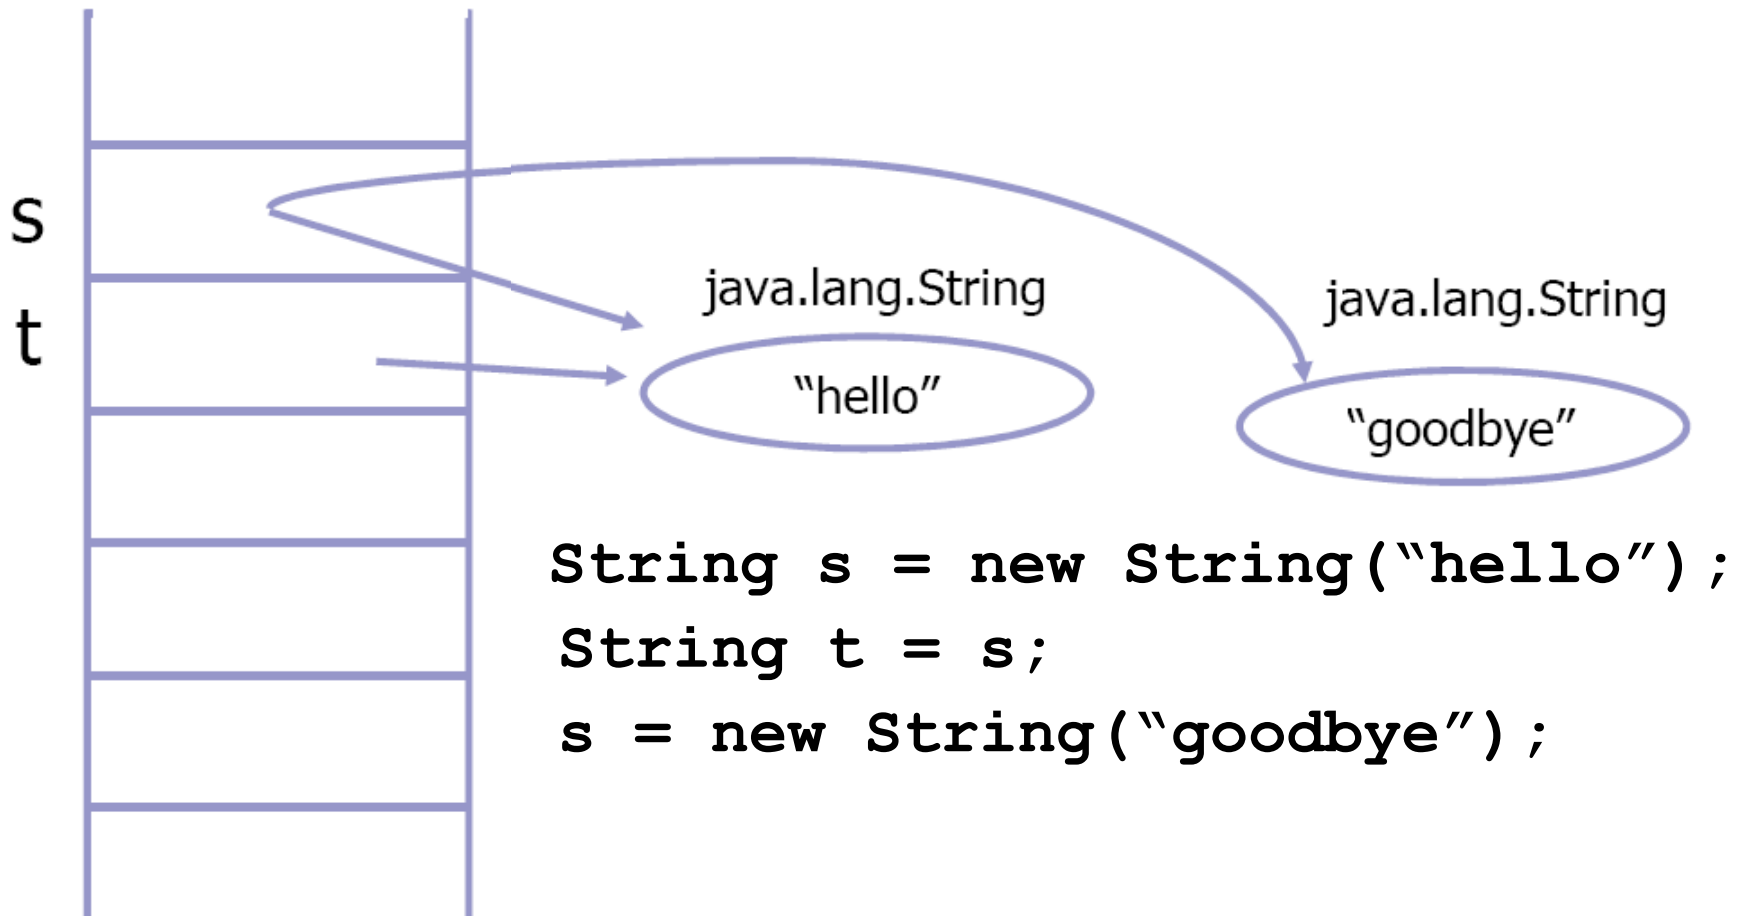 s
t
java.lang.String
“hello”
java.lang.String
“goodbye”
String s = new String(“hello”);
String t = s;
s = new String(“goodbye”);